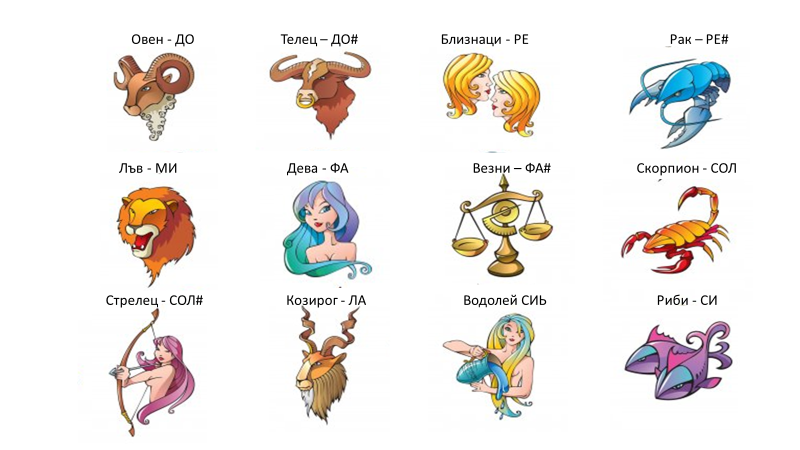 Овен - ДО
Телец – ДО#
Близнаци - РЕ
Рак – РЕ#
Лъв - МИ
Дева - ФА
Везни – ФА#
Скорпион - СОЛ
Стрелец - СОЛ#
Козирог - ЛА
Водолей СИЬ
Риби - СИ